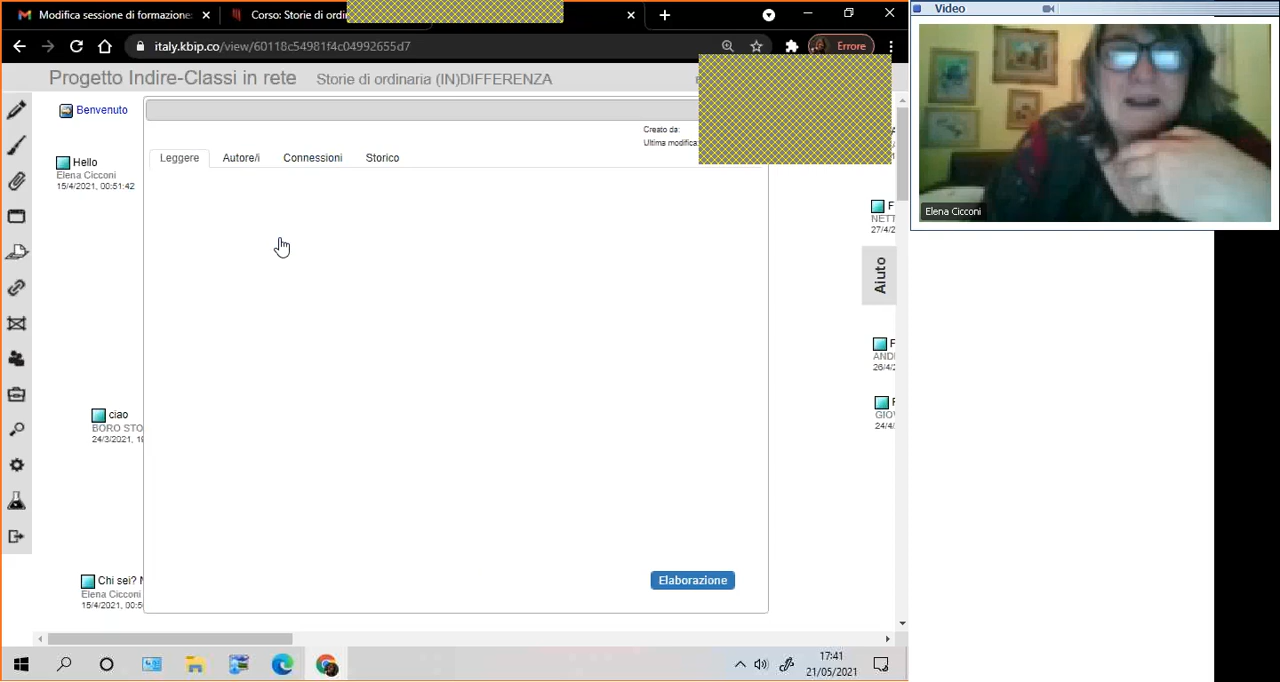 Modifica sessione di formazione:
Corso: Storie di ordin
Video
italy.kbip.co/view/60118c54981f4c04992655d7
Errore
Progetto Indire-Classi in rete
Storie di ordinaria (IN)DIFFERENZA
Benvenuto
Creato da:
Ultima modifica:
Leggere
Autore/i
Connessioni
Storico
Hello
Elena Cicconi
15/4/2021, 00:51:42
Elena Cicconi
F
NETT
27/4/2
Aiuto
F
ANDI
26/4/2
F
GIOV
24/4/
ciao
BORO STO
24/3/2021, 19
Chi sei? N
Elena Cicconi
15/4/2021, 00:5
Elaborazione
17:41
21/05/2021